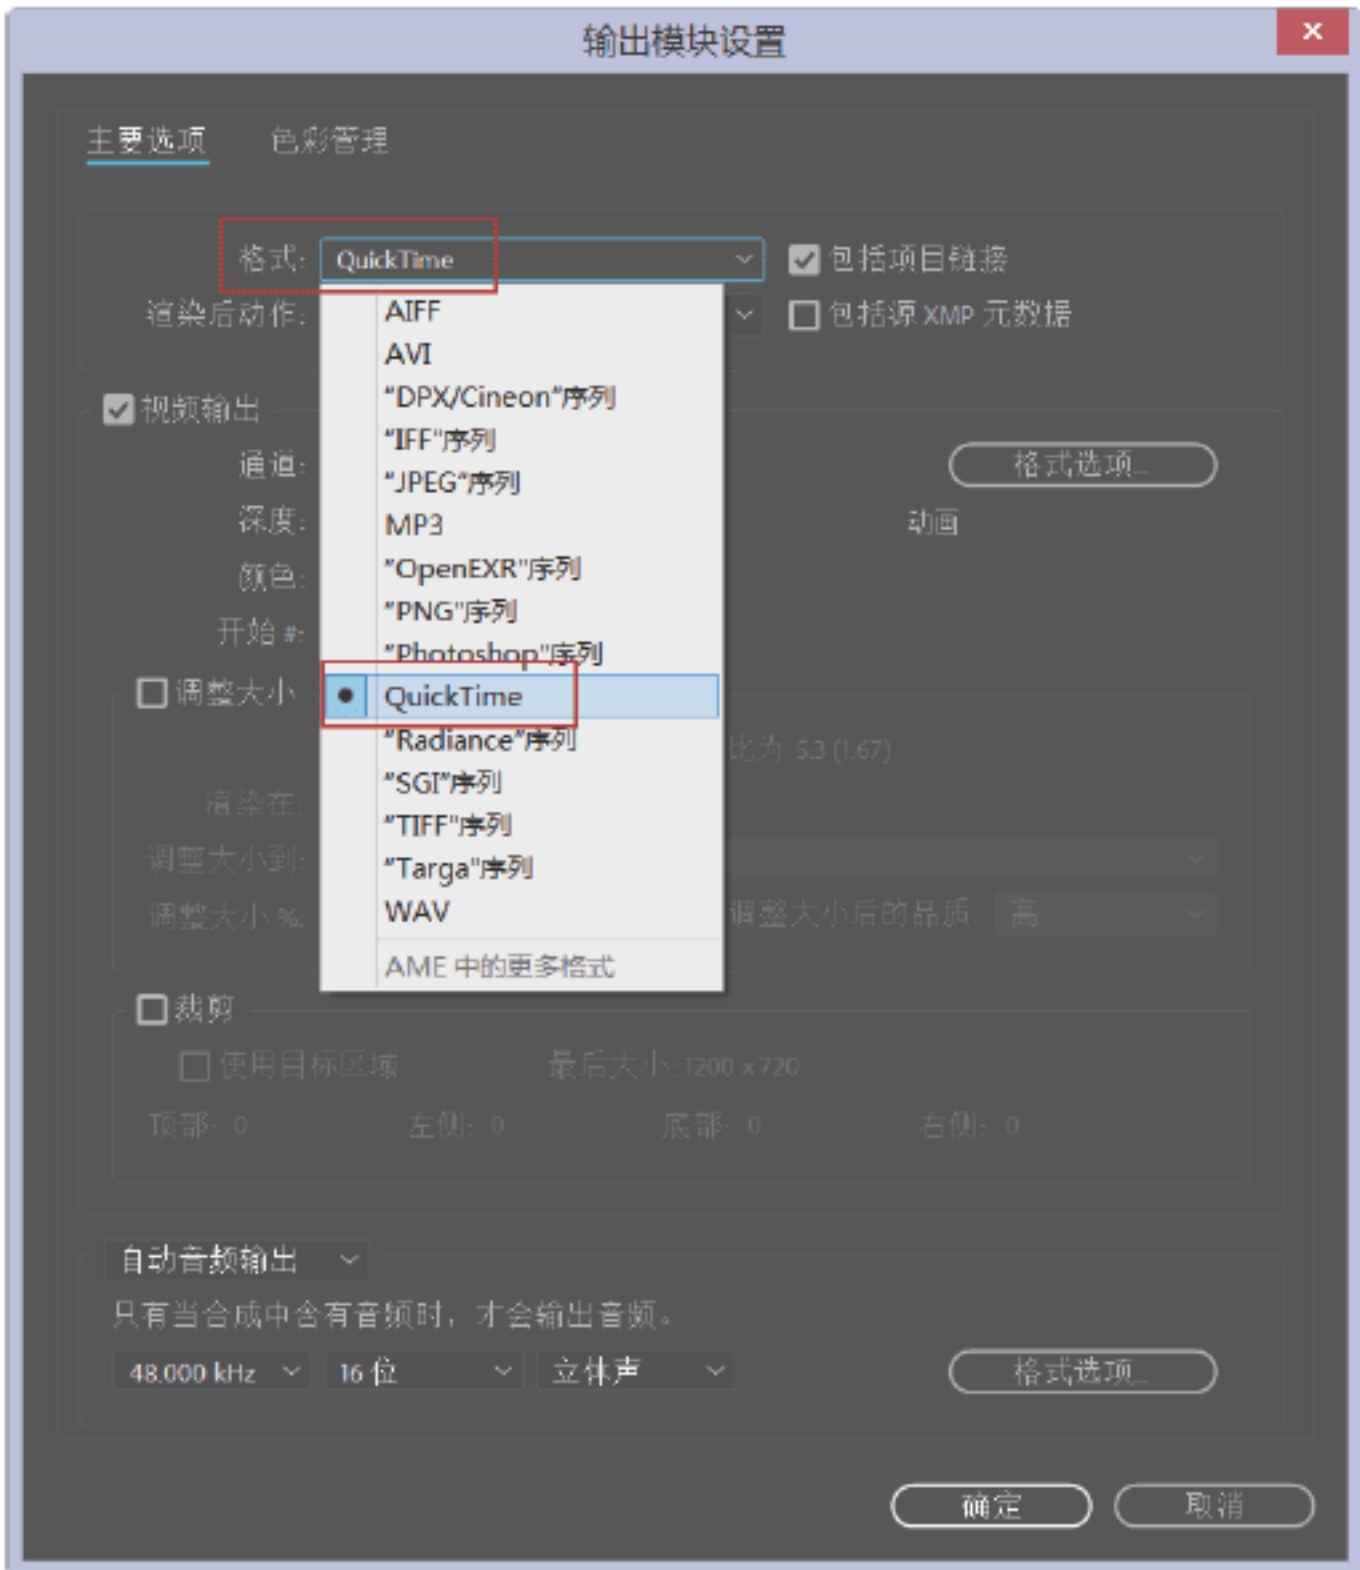 输出模块设置
主要选项 色彩管理
格式: QuickTime 包括项目链接
渲染后动作: 包括源 XMP 元数据
AIFF
AVI
"DPX/Cineon"序列
"IFF"序列
"JPEG"序列
MP3
"OpenEXR"序列
"PNG"序列
"Photoshop"序列
QuickTime
"Radiance"序列
"SGI"序列
"TIFF"序列
"Targa"序列
WAV
AME 中的更多格式
视频输出
通道: 格式选项...
深度: 动画
颜色:
开始 #:
调整大小
比为 5:3 (1.67)
渲染在:
调整大小到:
调整大小 %: 调整大小后的品质: 高
裁剪
使用目标区域 最后大小: 1200 x 720
顶部: 0 左侧: 0 底部: 0 右侧: 0
自动音频输出
只有当合成中含有音频时，才会输出音频。
48.000 kHz 16 位 立体声 格式选项...
确定 取消